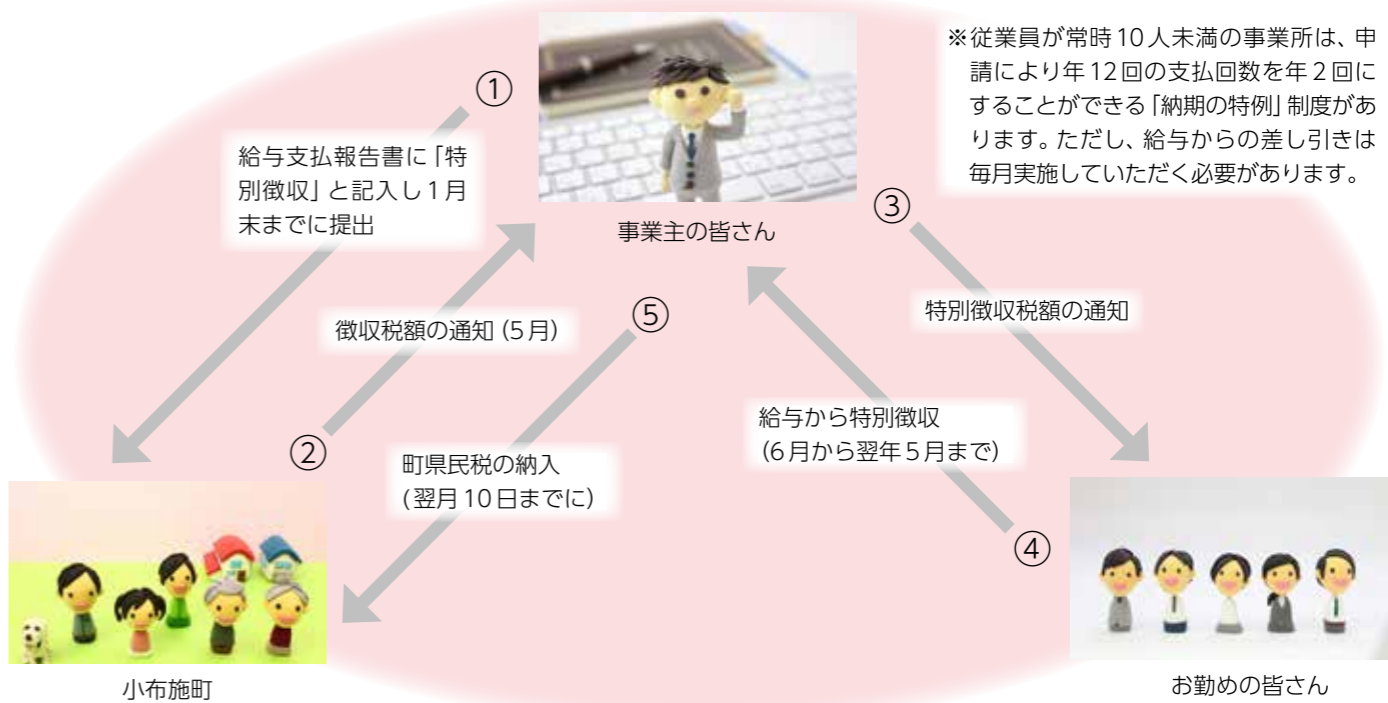 ①
給与支払報告書に「特
別徴収」と記入し1月
末までに提出
※従業員が常時10人未満の事業所は、申
請により年12回の支払回数を年2回に
することができる「納期の特例」制度があ
ります。ただし、給与からの差し引きは
毎月実施していただく必要があります。
事業主の皆さん
③
特別徴収税額の通知
徴収税額の通知(5月)
②
⑤
町県民税の納入
(翌月10日までに)
給与から特別徴収
(6月から翌年5月まで)
④
小布施町
お勤めの皆さん